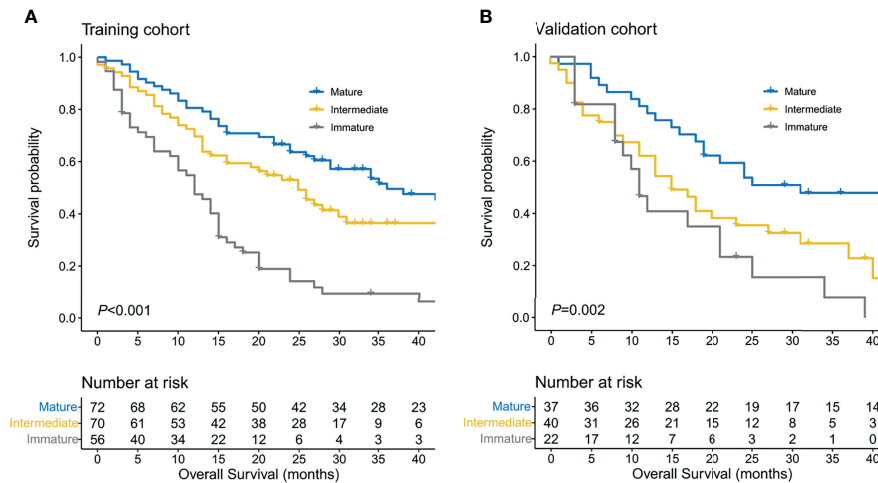 A
Training cohort
1.0
0.8
0.6
0.4
0.2
0.0
Survival probability
Mature
Intermediate
Immature
P<0.001
0 5 10 15 20 25 30 35 40
Number at risk
Mature 72 68 62 55 50 42 34 28 23
Intermediate 70 61 53 42 38 28 17 9 6
Immature 56 40 34 22 12 6 4 3 3
0 5 10 15 20 25 30 35 40
Overall Survival (months)
B
Validation cohort
1.0
0.8
0.6
0.4
0.2
0.0
Survival probability
Mature
Intermediate
Immature
P=0.002
0 5 10 15 20 25 30 35 40
Number at risk
Mature 37 36 32 28 22 19 17 15 14
Intermediate 40 31 26 21 15 12 8 5 3
Immature 22 17 12 7 6 3 2 1 0
0 5 10 15 20 25 30 35 40
Overall Survival (months)